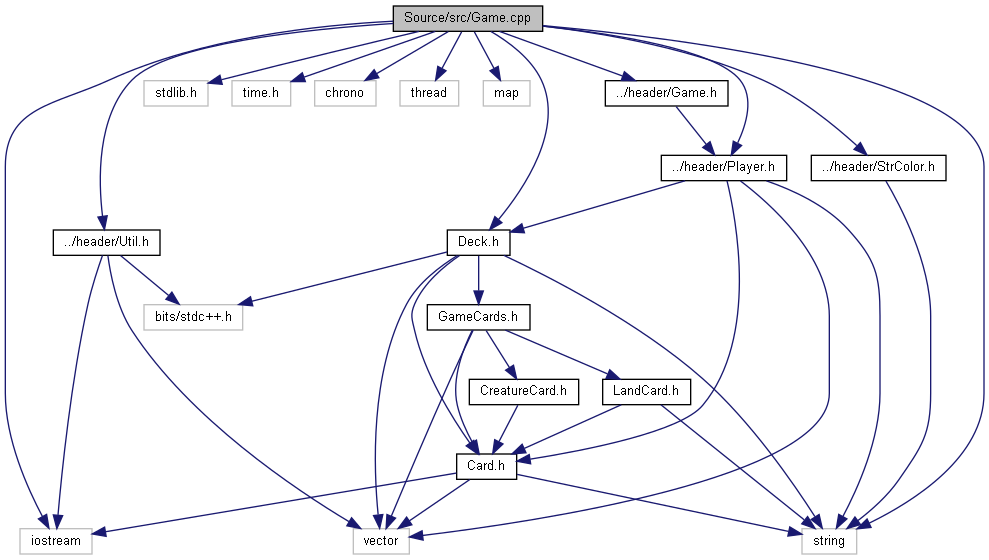 Source/src/Game.cpp
stdlib.h
time.h
chrono
thread
map
../header/Game.h
../header/Player.h
../header/StrColor.h
../header/Util.h
Deck.h
bits/stdc++.h
GameCards.h
CreatureCard.h
LandCard.h
Card.h
iostream
vector
string